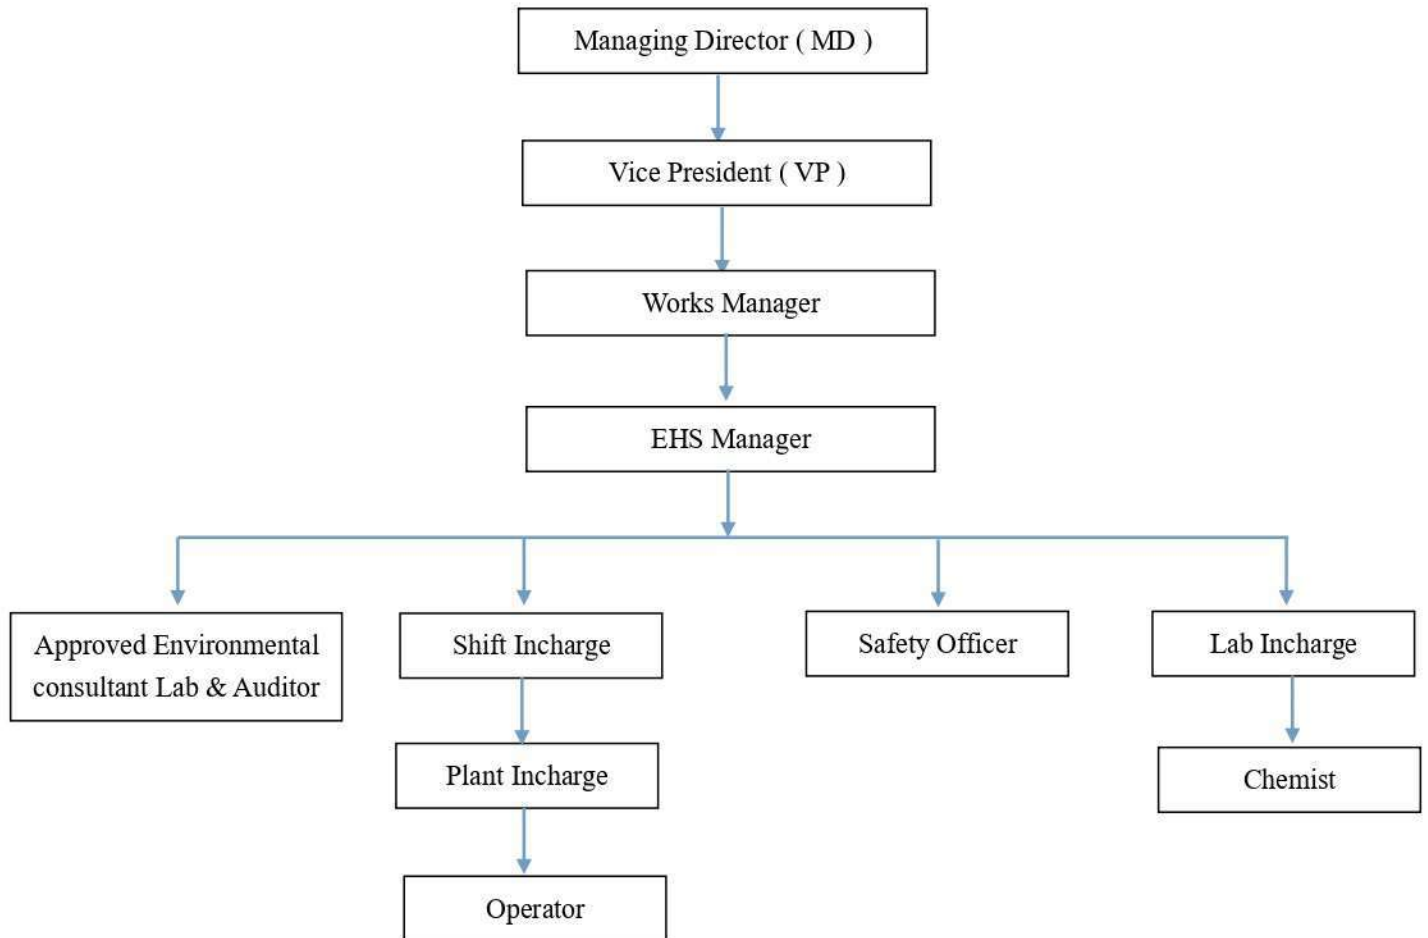 Managing Director ( MD )
Vice President ( VP )
Works Manager
EHS Manager
Approved Environmental
consultant Lab & Auditor
Shift Incharge
Safety Officer
Lab Incharge
Plant Incharge
Chemist
Operator